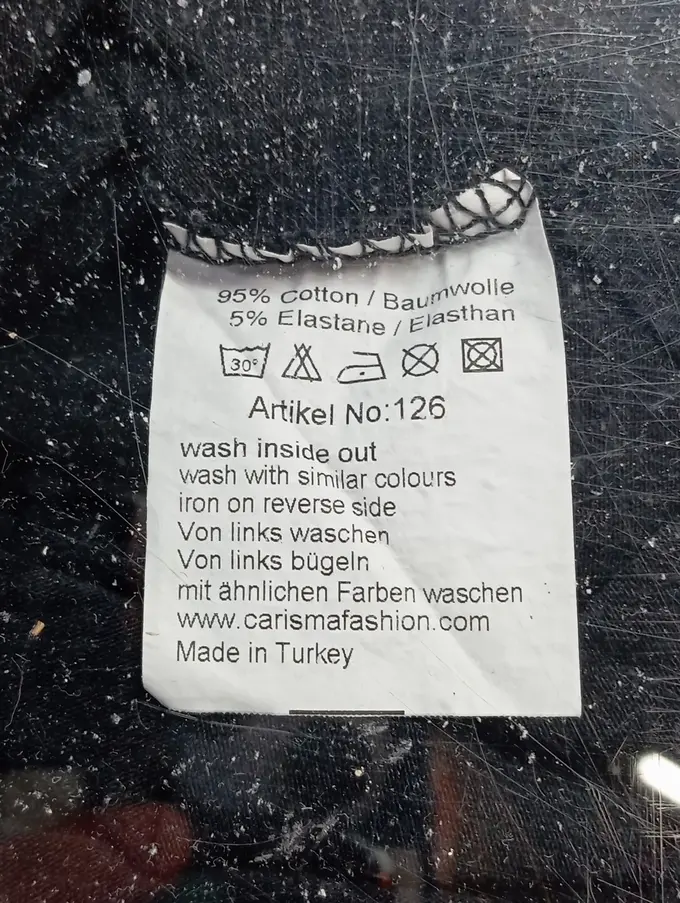 95% Cotton / Baumwolle
5% Elastane / Elasthan
30°
Artikel No:126
wash inside out
wash with similar colours
iron on reverse side
Von links waschen
Von links bügeln
mit ähnlichen Farben waschen
www.carismafashion.com
Made in Turkey